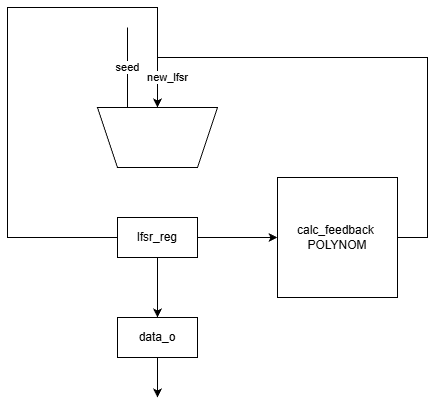 seed
new_lfsr
lfsr_reg
calc_feedback
POLYNOM
data_o